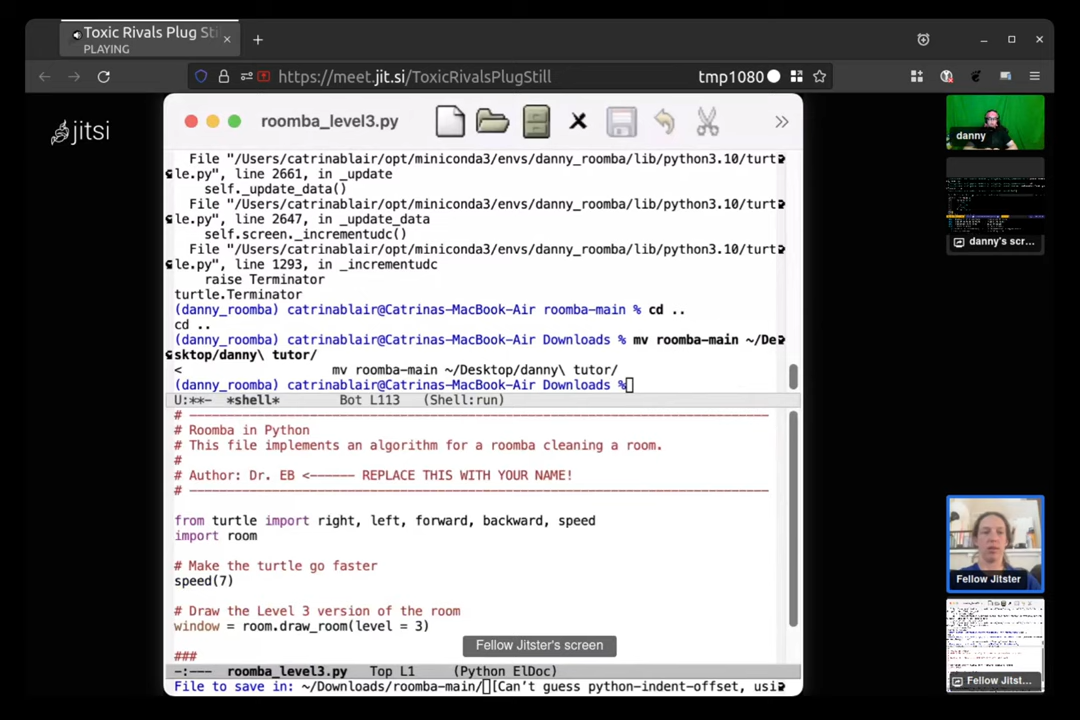 Toxic Rivals Plug Sti
PLAYING
https://meet.jit.si/ToxicRivalsPlugStill
tmp1080
jitsi
roomba_level3.py
File "/Users/catrinablair/opt/miniconda3/envs/danny_roomba/lib/python3.10/turt
le.py", line 2661, in _update
self._update_data()
File "/Users/catrinablair/opt/miniconda3/envs/danny_roomba/lib/python3.10/turt
le.py", line 2647, in _update_data
self.screen._incrementudc()
File "/Users/catrinablair/opt/miniconda3/envs/danny_roomba/lib/python3.10/turt
le.py", line 1293, in _incrementudc
raise Terminator
turtle.Terminator
(danny_roomba) catrinablair@Catrinas-MacBook-Air roomba-main % cd ..
cd ..
(danny_roomba) catrinablair@Catrinas-MacBook-Air Downloads % mv roomba-main ~/De
sktop/danny\ tutor/
< mv roomba-main ~/Desktop/danny\ tutor/
(danny_roomba) catrinablair@Catrinas-MacBook-Air Downloads %
U:**- *shell* Bot L113 (Shell:run)
# ------------------------------------------------------------------
# Roomba in Python
# This file implements an algorithm for a roomba cleaning a room.
#
# Author: Dr. EB <------ REPLACE THIS WITH YOUR NAME!
# ------------------------------------------------------------------
from turtle import right, left, forward, backward, speed
import room
# Make the turtle go faster
speed(7)
# Draw the Level 3 version of the room
window = room.draw_room(level = 3)
###
Fellow Jitster's screen
-:--- roomba_level3.py Top L1 (Python ElDoc)
File to save in: ~/Downloads/roomba-main/ [Can't guess python-indent-offset, usi
danny
danny's scr...
Fellow Jitster
Fellow Jitst...